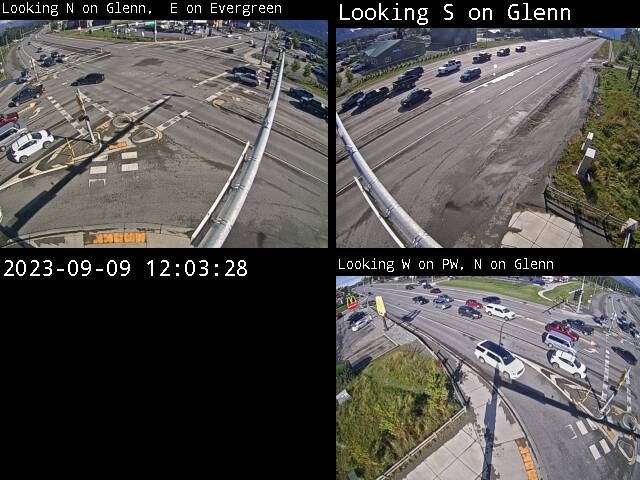 Looking N on Glenn, E on Evergreen
Looking S on Glenn
2023-09-09 12:03:28
Looking W on PW, N on Glenn